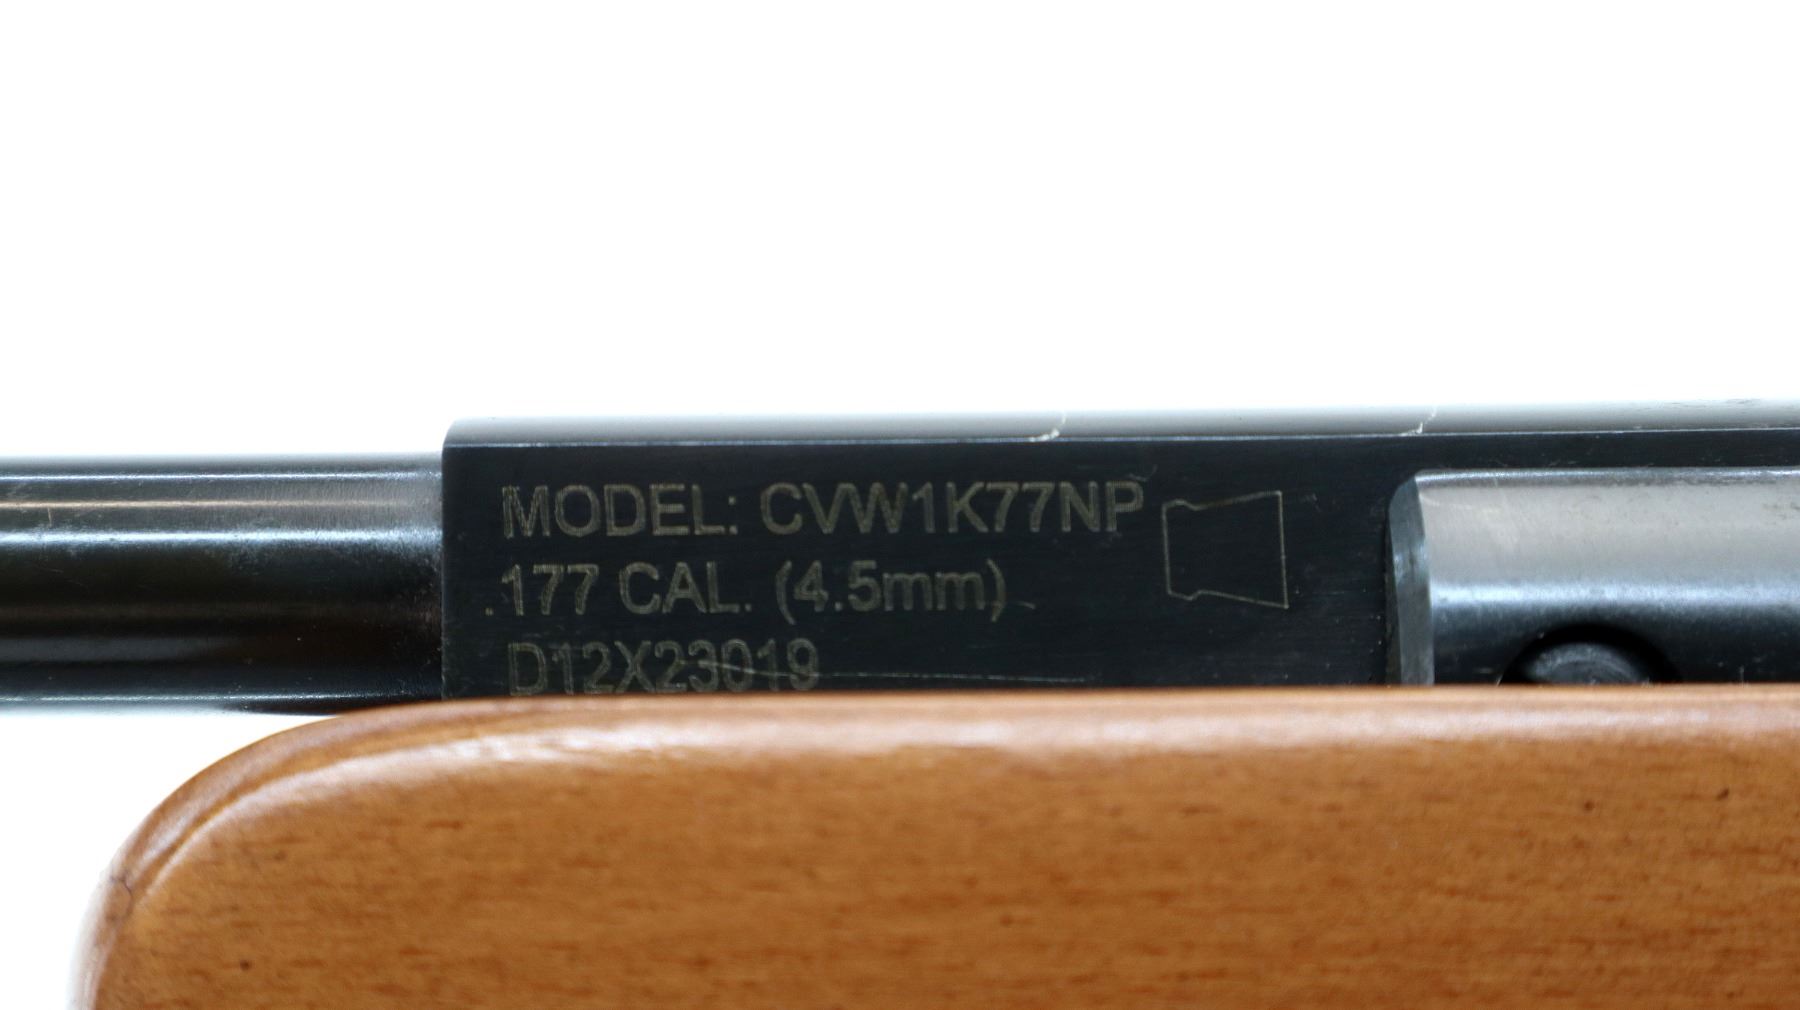 MODEL: CVW1K77NP
.177 CAL. (4.5mm)
D12X23019